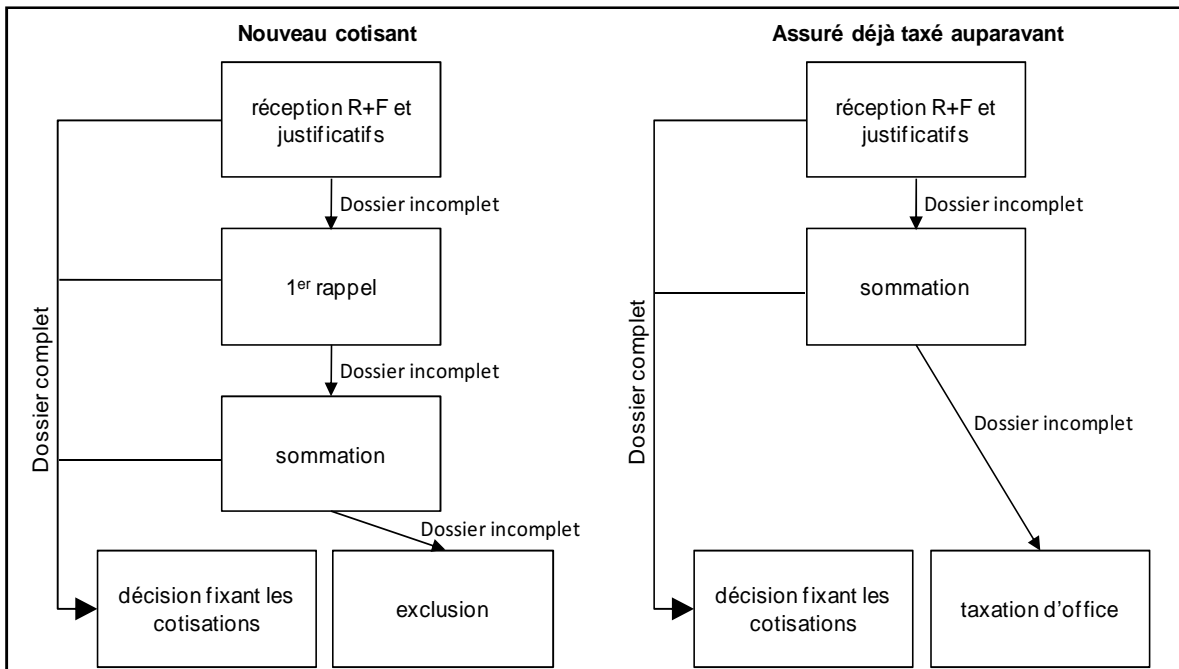 Nouveau cotisant
réception R+F et
justificatifs
Dossier incomplet
1er rappel
Dossier incomplet
sommation
Dossier incomplet
Dossier complet
décision fixant les
cotisations
exclusion
Assuré déjà taxé auparavant
réception R+F et
justificatifs
Dossier incomplet
sommation
Dossier incomplet
Dossier complet
décision fixant les
cotisations
taxation d'office